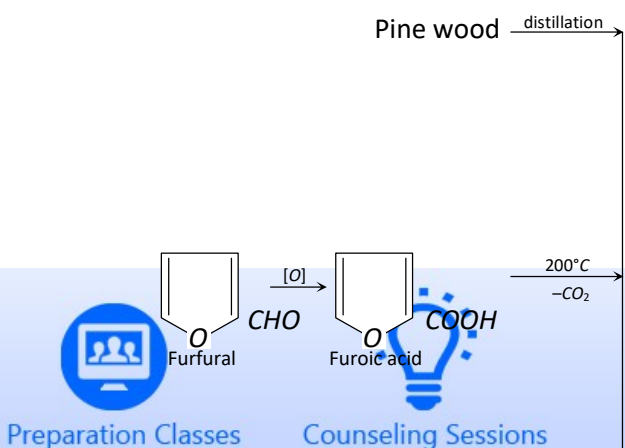 Pine wood distillation
[O] 200°C
–CO₂
O CHO O COOH
Furfural Furoic acid
Preparation Classes Counseling Sessions